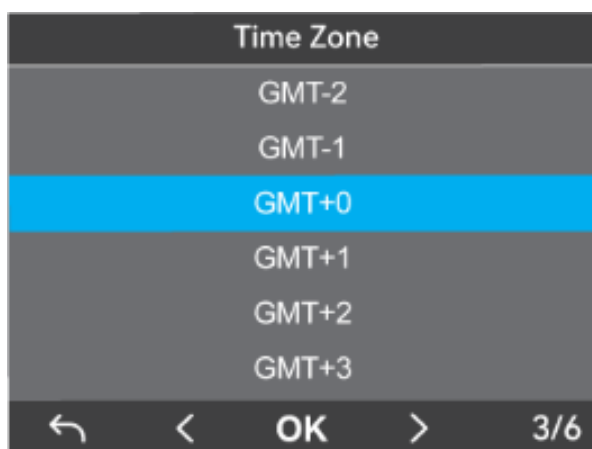 Time Zone
GMT-2
GMT-1
GMT+0
GMT+1
GMT+2
GMT+3
< OK > 3/6